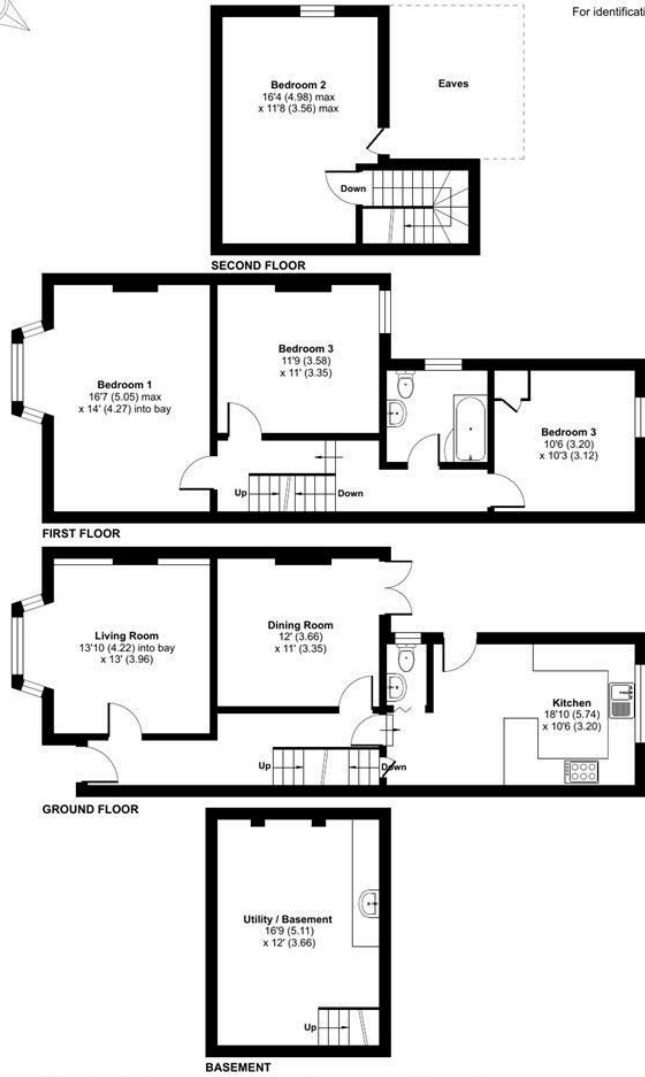 For identificati
Bedroom 2
16'4 (4.98) max
x 11'8 (3.56) max
Eaves
Down
SECOND FLOOR
Bedroom 1
16'7 (5.05) max
x 14' (4.27) into bay
Bedroom 3
11'9 (3.58)
x 11' (3.35)
Bedroom 3
10'6 (3.20)
x 10'3 (3.12)
Up
Down
FIRST FLOOR
Living Room
13'10 (4.22) into bay
x 13' (3.96)
Dining Room
12' (3.66)
x 11' (3.35)
Kitchen
18'10 (5.74)
x 10'6 (3.20)
Up
Down
GROUND FLOOR
Utility / Basement
16'9 (5.11)
x 12' (3.66)
Up
BASEMENT